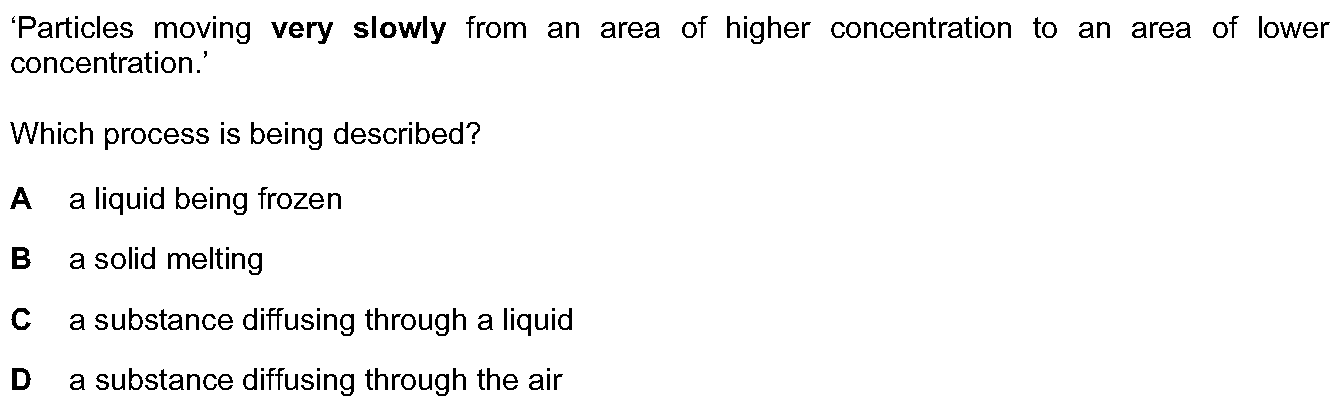 ‘Particles moving very slowly from an area of higher concentration to an area of lower
concentration.’
Which process is being described?
A a liquid being frozen
B a solid melting
C a substance diffusing through a liquid
D a substance diffusing through the air